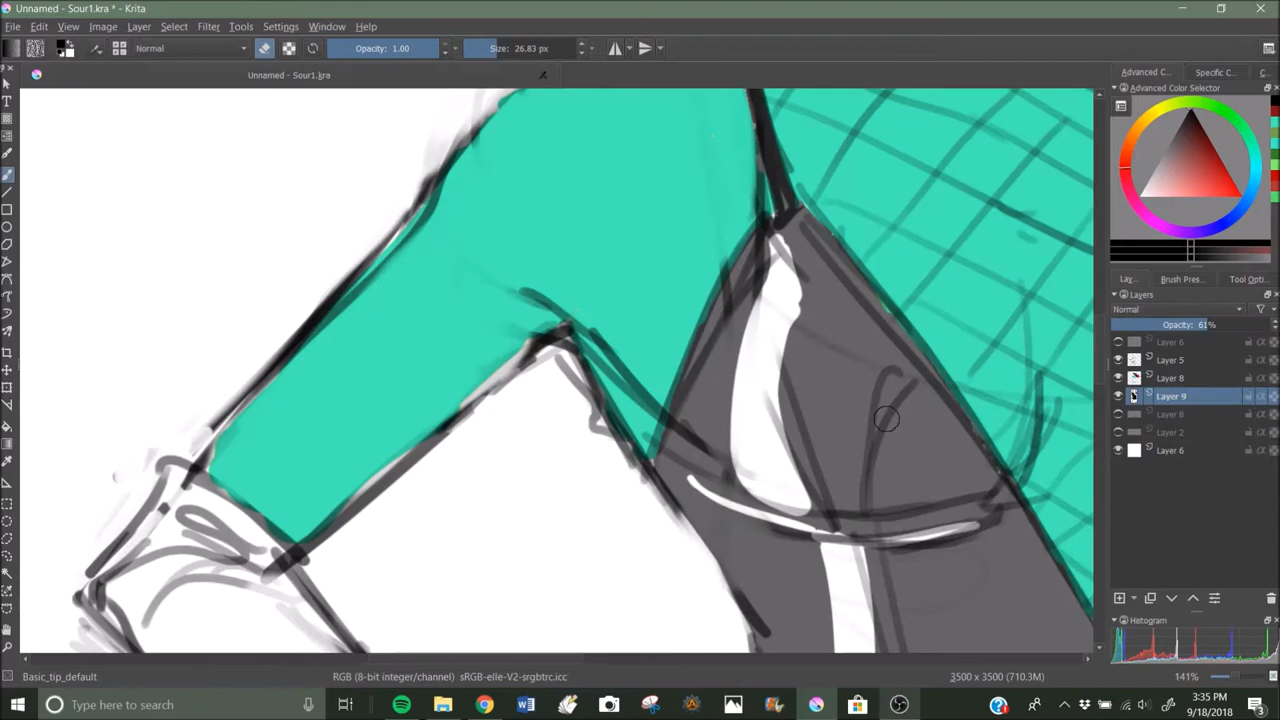 Unnamed - Sour1.kra * - Krita
File Edit View Image Layer Select Filter Tools Settings Window Help
Normal Opacity: 1.00 Size: 26.83 px
Unnamed - Sour1.kra
Advanced C... Specific C... C...
Advanced Color Selector
Lay... Brush Pres... Tool Opti...
Layers
Normal
Opacity: 61%
Layer 6
Layer 5
Layer 8
Layer 9
Layer 8
Layer 2
Layer 6
Histogram
Basic_tip_default RGB (8-bit integer/channel) sRGB-elle-V2-srgbtrc.icc 3500 x 3500 (710.3M) 141%
Type here to search
3:35 PM
9/18/2018